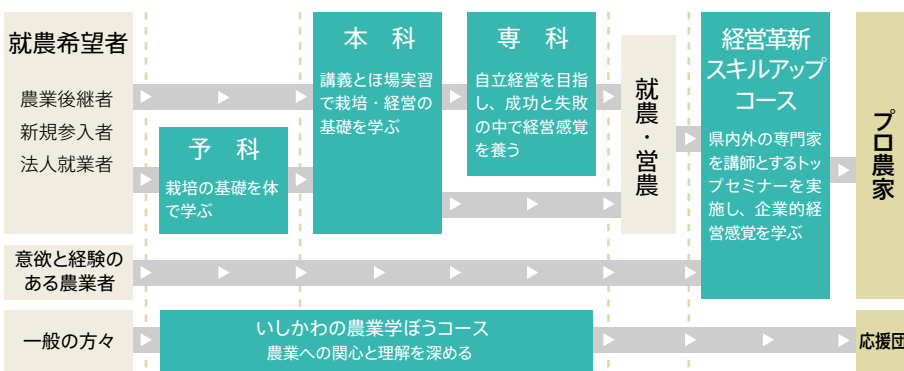 就農希望者
農業後継者
新規参入者
法人就業者
予　科
栽培の基礎を体
で学ぶ
本　科
講義とほ場実習
で栽培・経営の
基礎を学ぶ
専　科
自立経営を目指
し、成功と失敗
の中で経営感覚
を養う
就農・営農
経営革新
スキルアップ
コース
県内外の専門家
を講師とするトッ
プセミナーを実
施し、企業的経
営感覚を学ぶ
プロ農家
意欲と経験の
ある農業者
一般の方々
いしかわの農業学ぼうコース
農業への関心と理解を深める
応援団